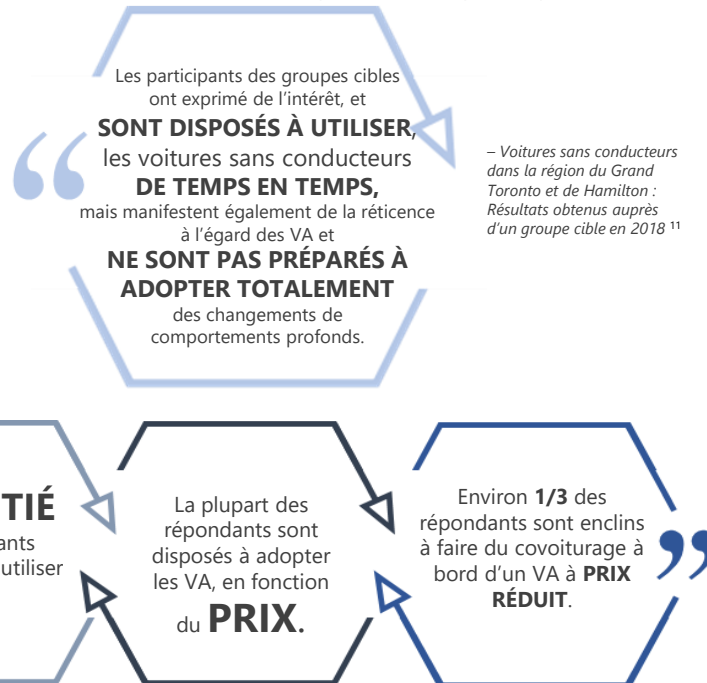 Les participants des groupes cibles
ont exprimé de l'intérêt, et
SONT DISPOSÉS À UTILISER,
les voitures sans conducteurs
DE TEMPS EN TEMPS,
mais manifestent également de la réticence
à l'égard des VA et
NE SONT PAS PRÉPARÉS À
ADOPTER TOTALEMENT
des changements de
comportements profonds.
– Voitures sans conducteurs
dans la région du Grand
Toronto et de Hamilton :
Résultats obtenus auprès
d'un groupe cible en 2018 ¹¹
TIÉ
ants
utiliser
La plupart des
répondants sont
disposés à adopter
les VA, en fonction
du PRIX.
Environ 1/3 des
répondants sont enclins
à faire du covoiturage à
bord d'un VA à PRIX
RÉDUIT.